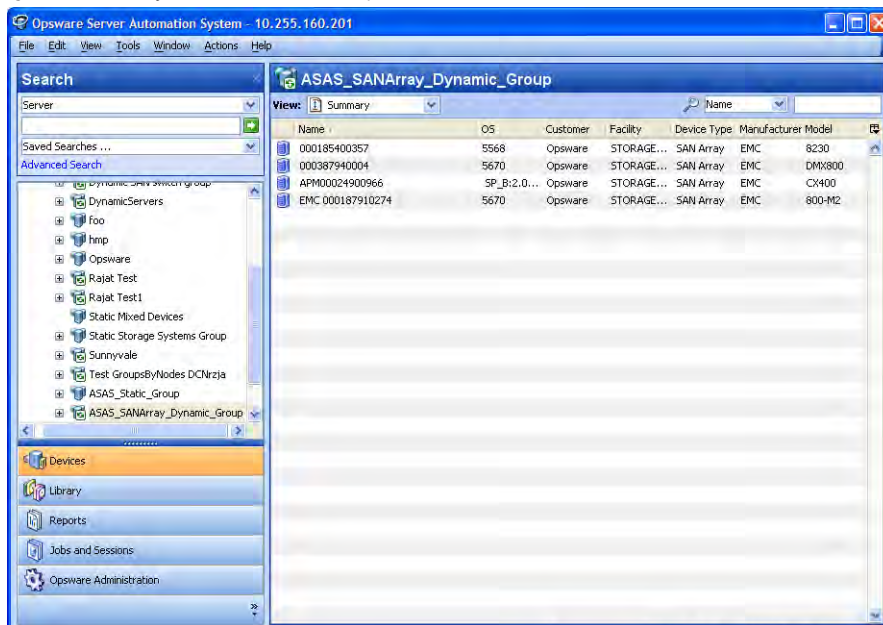 Opsware Server Automation System - 10.255.160.201
File Edit View Tools Window Actions Help
Search
Server
Saved Searches ...
Advanced Search
Dynamic SAN switch group
DynamicServers
foo
hmp
Opsware
Rajat Test
Rajat Test1
Static Mixed Devices
Static Storage Systems Group
Sunnyvale
Test GroupsByNodes DCNrzja
ASAS_Static_Group
ASAS_SANArray_Dynamic_Group
Devices
Library
Reports
Jobs and Sessions
Opsware Administration
ASAS_SANArray_Dynamic_Group
View: Summary Name
Name OS Customer Facility Device Type Manufacturer Model
000185400357 5568 Opsware STORAGE... SAN Array EMC 8230
000387940004 5670 Opsware STORAGE... SAN Array EMC DMX800
APM00024900966 SP_B:2.0... Opsware STORAGE... SAN Array EMC CX400
EMC 000187910274 5670 Opsware STORAGE... SAN Array EMC 800-M2